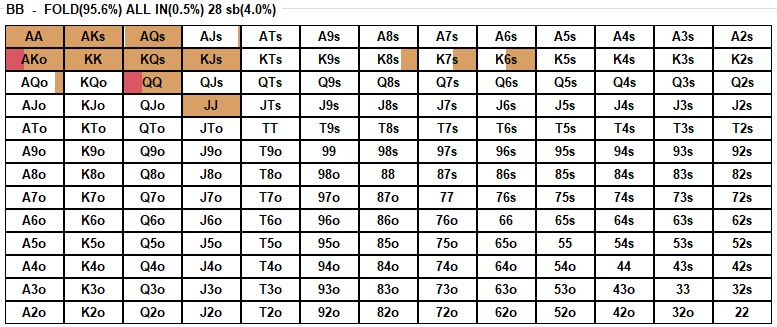 BB - FOLD(95.6%) ALL IN(0.5%) 28 sb(4.0%)
AA AKs AQs AJs ATs A9s A8s A7s A6s A5s A4s A3s A2s
AKo KK KQs KJs KTs K9s K8s K7s K6s K5s K4s K3s K2s
AQo KQo QQ QJs QTs Q9s Q8s Q7s Q6s Q5s Q4s Q3s Q2s
AJo KJo QJo JJ JTs J9s J8s J7s J6s J5s J4s J3s J2s
ATo KTo QTo JTo TT T9s T8s T7s T6s T5s T4s T3s T2s
A9o K9o Q9o J9o T9o 99 98s 97s 96s 95s 94s 93s 92s
A8o K8o Q8o J8o T8o 98o 88 87s 86s 85s 84s 83s 82s
A7o K7o Q7o J7o T7o 97o 87o 77 76s 75s 74s 73s 72s
A6o K6o Q6o J6o T6o 96o 86o 76o 66 65s 64s 63s 62s
A5o K5o Q5o J5o T5o 95o 85o 75o 65o 55 54s 53s 52s
A4o K4o Q4o J4o T4o 94o 84o 74o 64o 54o 44 43s 42s
A3o K3o Q3o J3o T3o 93o 83o 73o 63o 53o 43o 33 32s
A2o K2o Q2o J2o T2o 92o 82o 72o 62o 52o 42o 32o 22